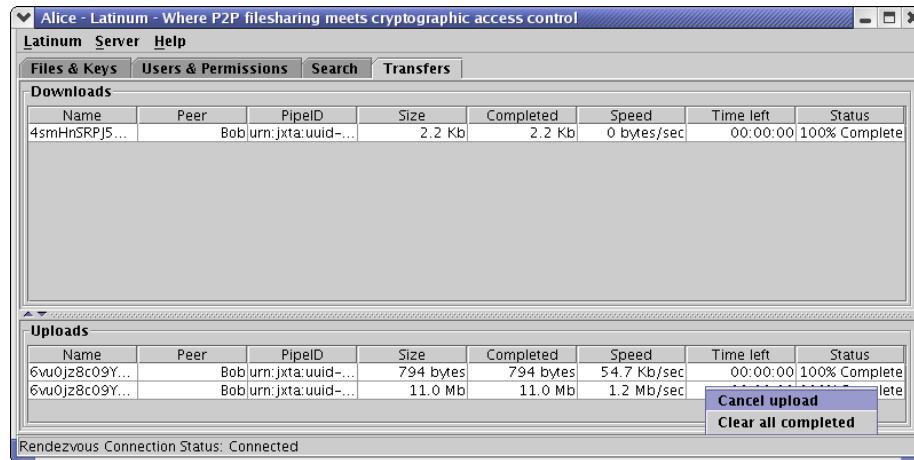 Alice - Latinum - Where P2P filesharing meets cryptographic access control
Latinum Server Help
Files & Keys Users & Permissions Search Transfers
Downloads
Name Peer PipeID Size Completed Speed Time left Status
4smHnSRPJ5... Bob urn:jxta:uuid-... 2.2 Kb 2.2 Kb 0 bytes/sec 00:00:00 100% Complete
Uploads
Name Peer PipeID Size Completed Speed Time left Status
6vu0jz8c09Y... Bob urn:jxta:uuid-... 794 bytes 794 bytes 54.7 Kb/sec 00:00:00 100% Complete
6vu0jz8c09Y... Bob urn:jxta:uuid-... 11.0 Mb 11.0 Mb 1.2 Mb/sec lete
Cancel upload
Clear all completed
Rendezvous Connection Status: Connected